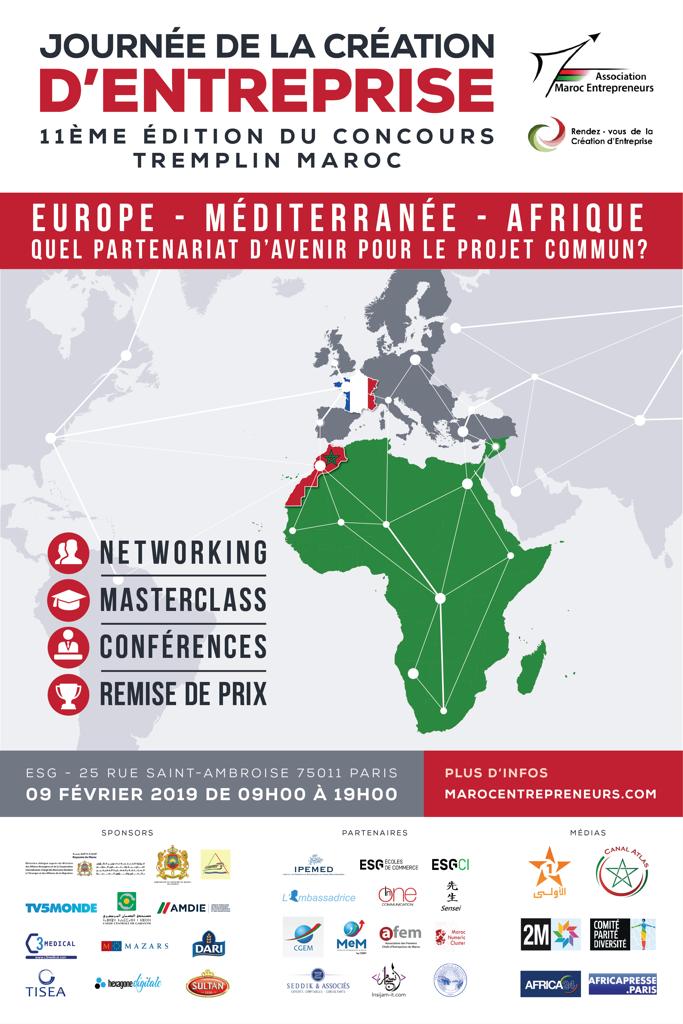 JOURNÉE DE LA CRÉATION
D'ENTREPRISE
11ÈME ÉDITION DU CONCOURS
TREMPLIN MAROC
Association
Maroc Entrepreneurs
Rendez - vous de la
Création d'Entreprise
EUROPE - MÉDITERRANÉE - AFRIQUE
QUEL PARTENARIAT D'AVENIR POUR LE PROJET COMMUN?
NETWORKING
MASTERCLASS
CONFÉRENCES
REMISE DE PRIX
ESG - 25 RUE SAINT-AMBROISE 75011 PARIS
09 FÉVRIER 2019 DE 09H00 À 19H00
PLUS D'INFOS
MAROCENTREPRENEURS.COM
SPONSORS
TV5MONDE
AMDIE
C3 MEDICAL
MAZARS
DARI
TISEA
hexagone digitale
SULTAN
PARTENAIRES
IPEMED
ESG ÉCOLES DE COMMERCE
ESGCI
L'ambassadrice
One
COMMUNICATION
先生
Sensei
CGEM
MeM
afem
Maroc
Numeric
Cluster
SEDDIK & ASSOCIÉS
Insijam-it.com
MÉDIAS
الأولى
CANAL ATLAS
2M
COMITÉ
PARITÉ
DIVERSITÉ
AFRICA24
AFRICAPRESSE
.PARIS